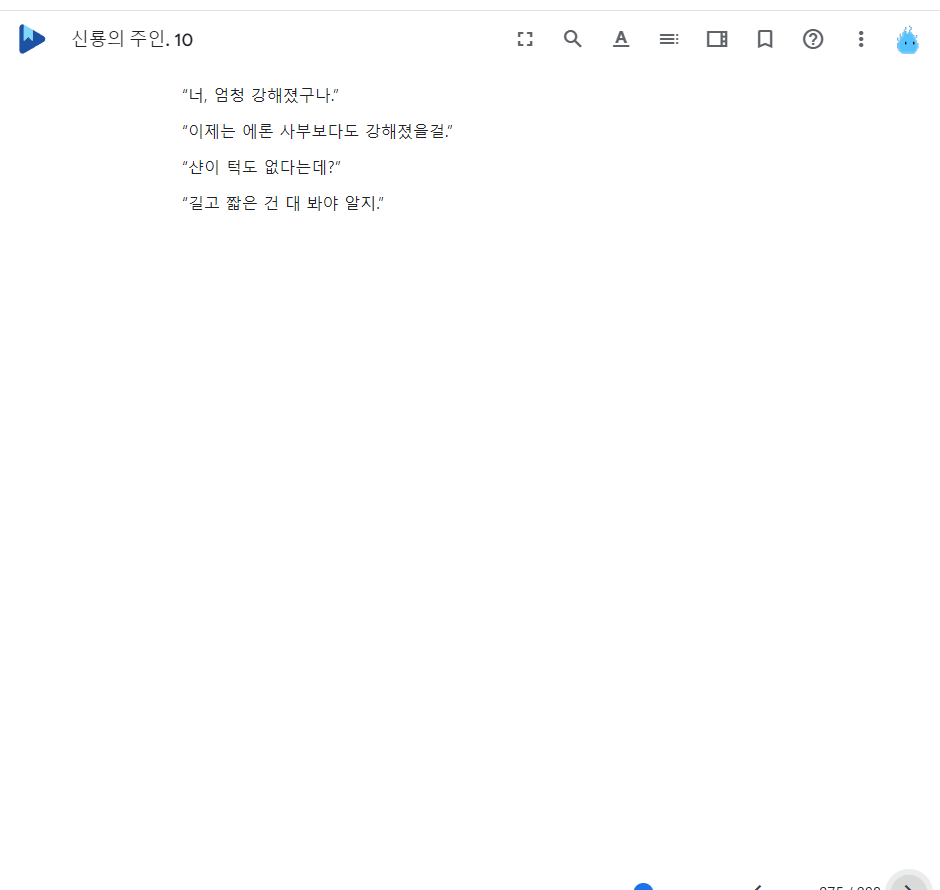 신룡의 주인. 10
“너, 엄청 강해졌구나.”
“이제는 에론 사부보다도 강해졌을걸.”
“샨이 턱도 없다는데?”
“길고 짧은 건 대 봐야 알지.”